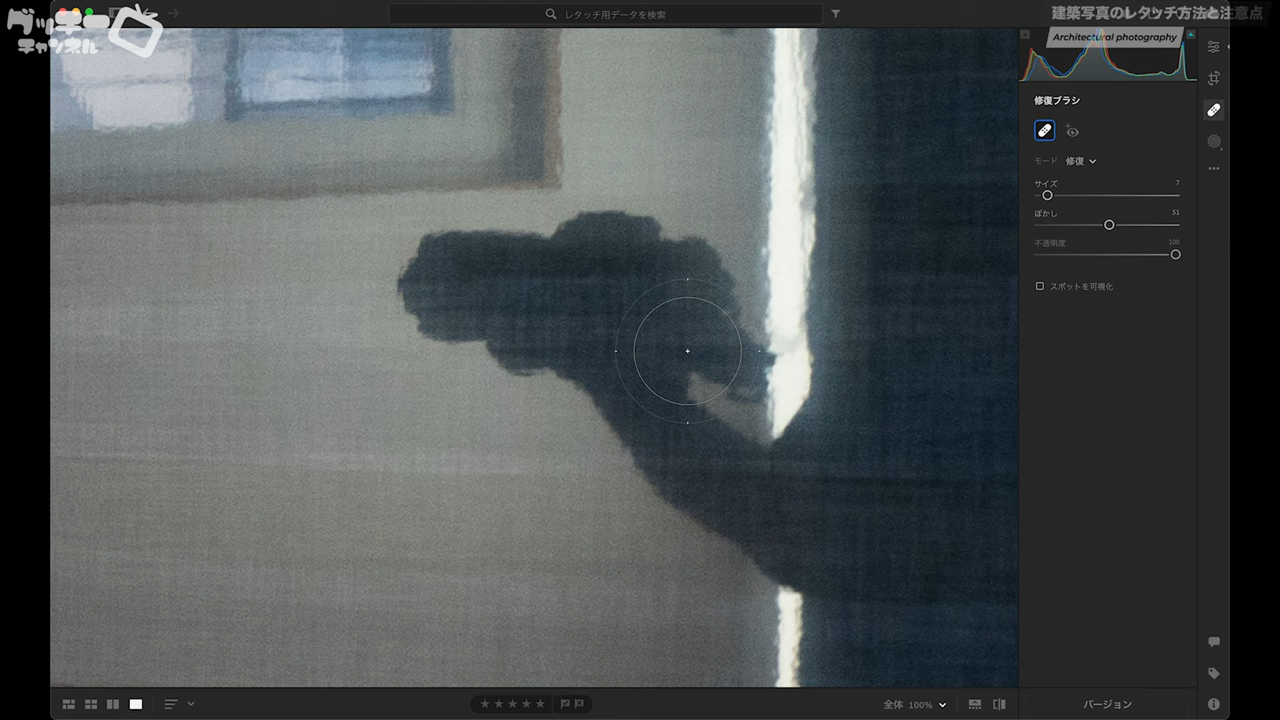 グッチー
チャンネル
レタッチ用データを検索
建築写真のレタッチ方法と注意点
Architectural photography
修復ブラシ
モード 修復
サイズ 7
ぼかし 51
不透明度 100
スポットを可視化
全体 100%
バージョン